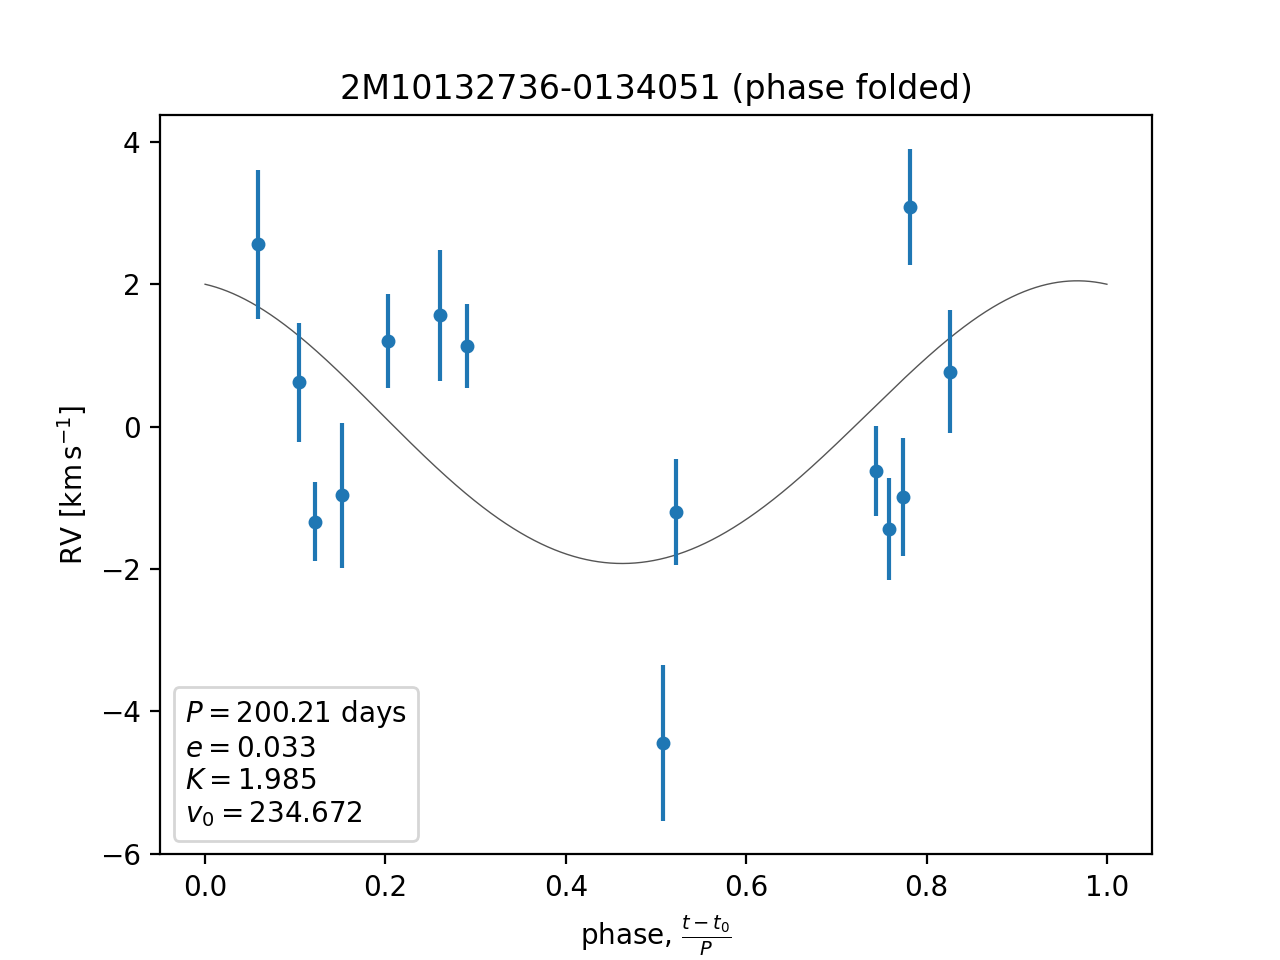 2M10132736-0134051 (phase folded)
RV [km s⁻¹]
4
2
0
−2
−4
−6
P = 200.21 days
e = 0.033
K = 1.985
v₀ = 234.672
0.0 0.2 0.4 0.6 0.8 1.0
phase, (t − t₀)/P